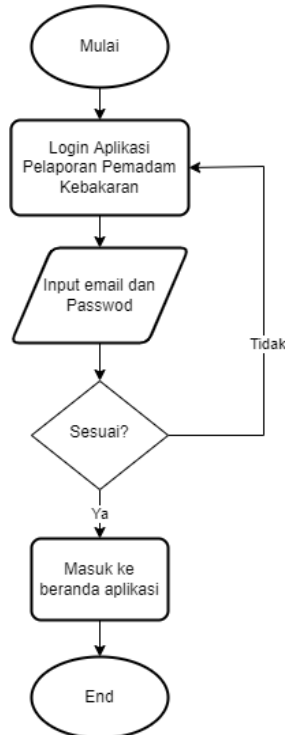 Mulai
Login Aplikasi
Pelaporan Pemadam
Kebakaran
Input email dan
Passwod
Tidak
Sesuai?
Ya
Masuk ke
beranda aplikasi
End